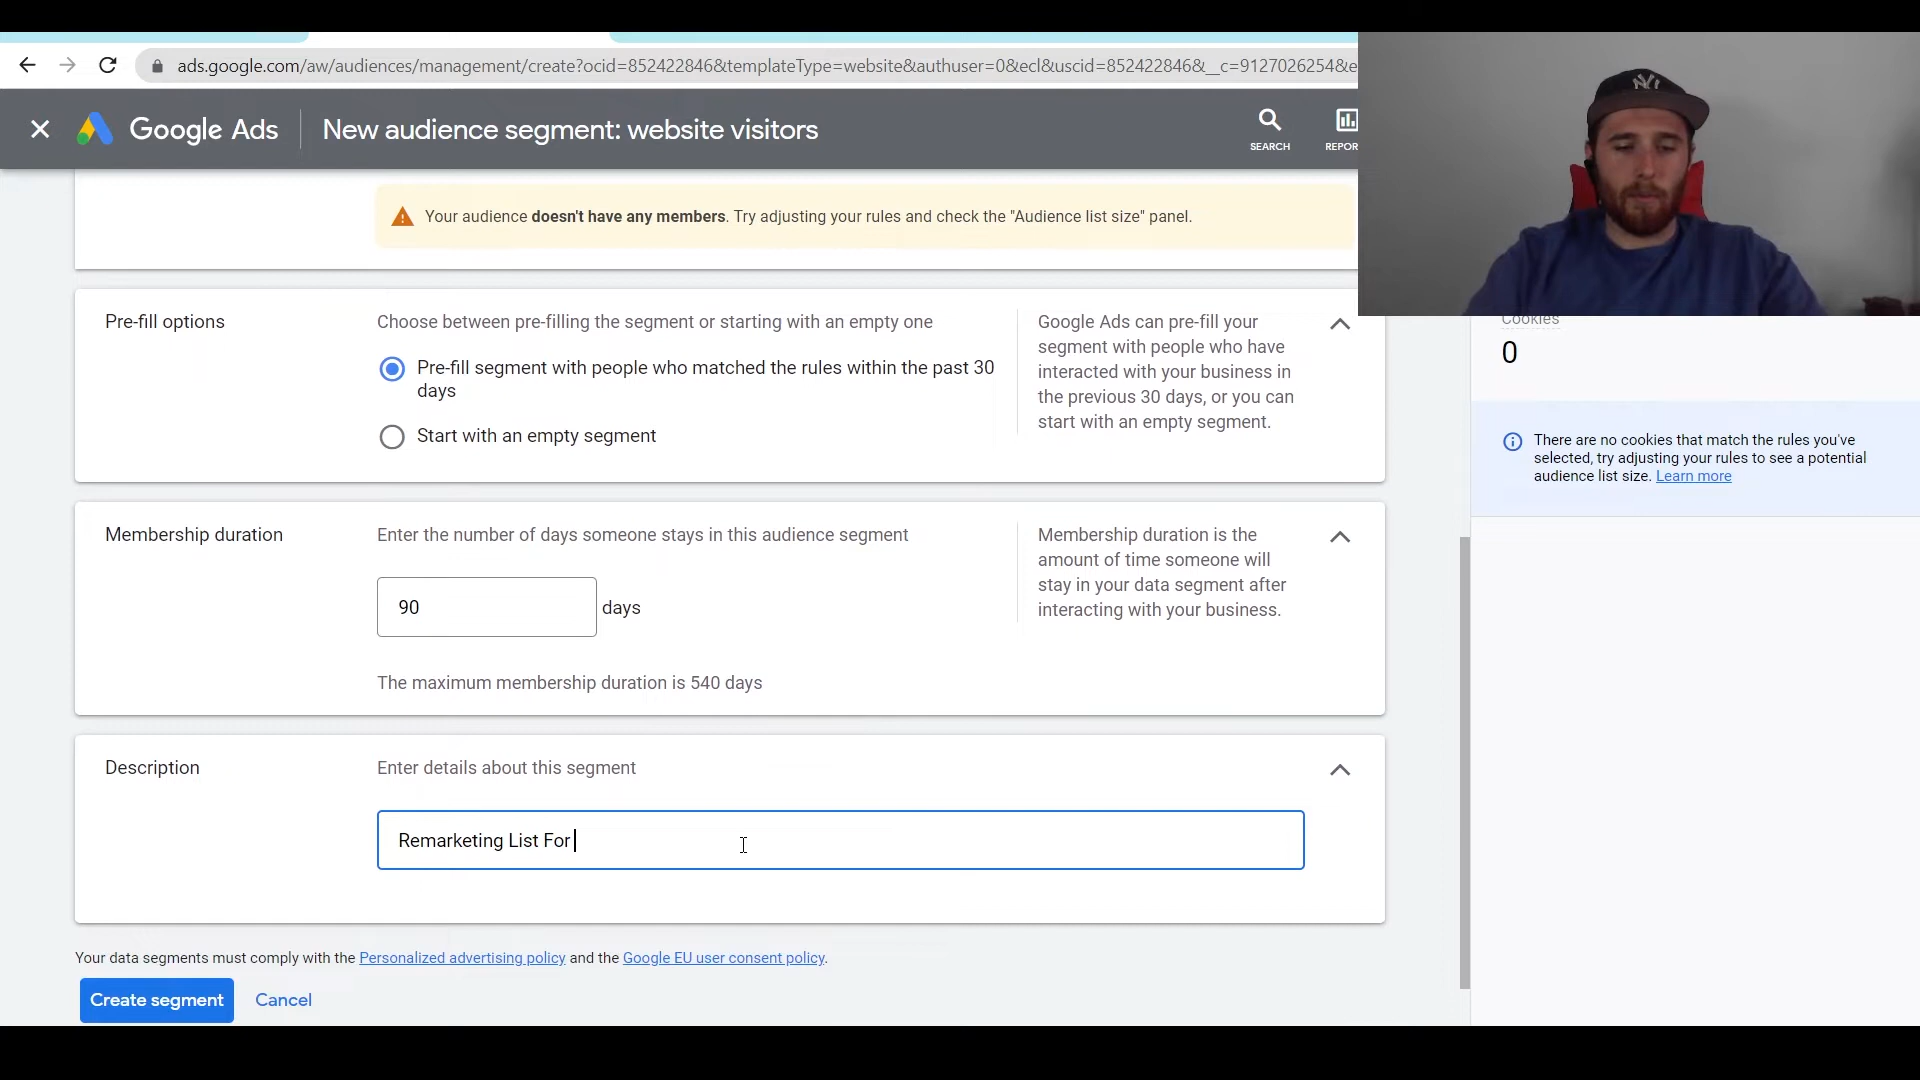 ads.google.com/aw/audiences/management/create?ocid=852422846&templateType=website&authuser=0&ecl&uscid=852422846&__c=9127026254&e
Google Ads
New audience segment: website visitors
SEARCH
REPOR
NY
Your audience doesn't have any members. Try adjusting your rules and check the "Audience list size" panel.
Pre-fill options
Choose between pre-filling the segment or starting with an empty one
Pre-fill segment with people who matched the rules within the past 30
days
Start with an empty segment
Google Ads can pre-fill your
segment with people who have
interacted with your business in
the previous 30 days, or you can
start with an empty segment.
Cookies
0
There are no cookies that match the rules you've
selected, try adjusting your rules to see a potential
audience list size. Learn more
Membership duration
Enter the number of days someone stays in this audience segment
90
days
The maximum membership duration is 540 days
Membership duration is the
amount of time someone will
stay in your data segment after
interacting with your business.
Description
Enter details about this segment
Remarketing List For
Your data segments must comply with the Personalized advertising policy and the Google EU user consent policy.
Create segment
Cancel